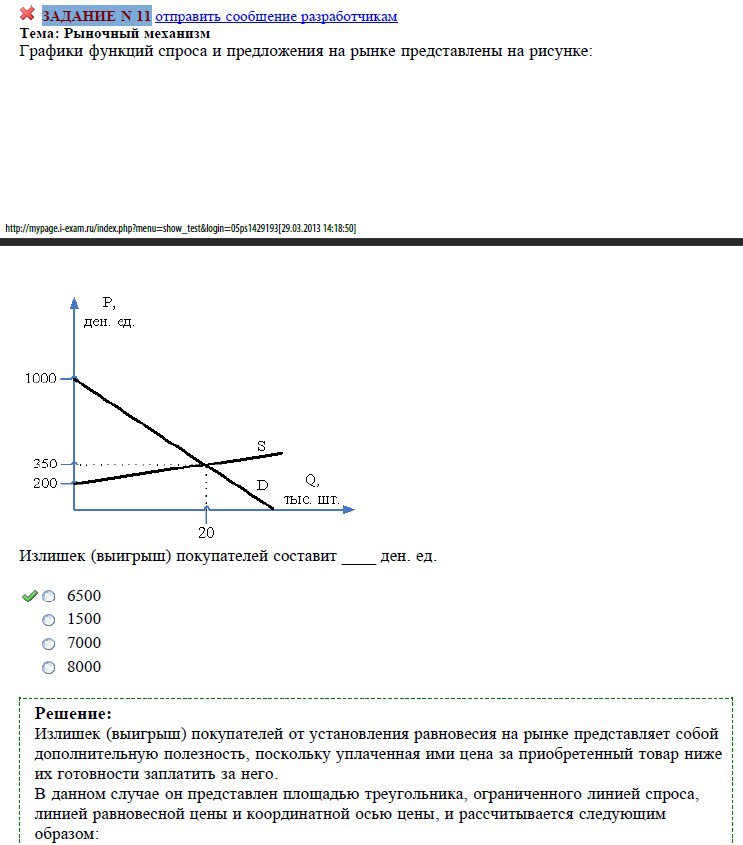 ЗАДАНИЕ N 11 отправить сообщение разработчикам
Тема: Рыночный механизм
Графики функций спроса и предложения на рынке представлены на рисунке:
http://mypage.i-exam.ru/index.php?menu=show_test&login=05ps1429193[29.03.2013 14:18:50]
P,
ден. ед.
1000
S
350
200
D
Q,
тыс. шт.
20
Излишек (выигрыш) покупателей составит ____ ден. ед.
6500
1500
7000
8000
Решение:
Излишек (выигрыш) покупателей от установления равновесия на рынке представляет собой
дополнительную полезность, поскольку уплаченная ими цена за приобретенный товар ниже
их готовности заплатить за него.
В данном случае он представлен площадью треугольника, ограниченного линией спроса,
линией равновесной цены и координатной осью цены, и рассчитывается следующим
образом: